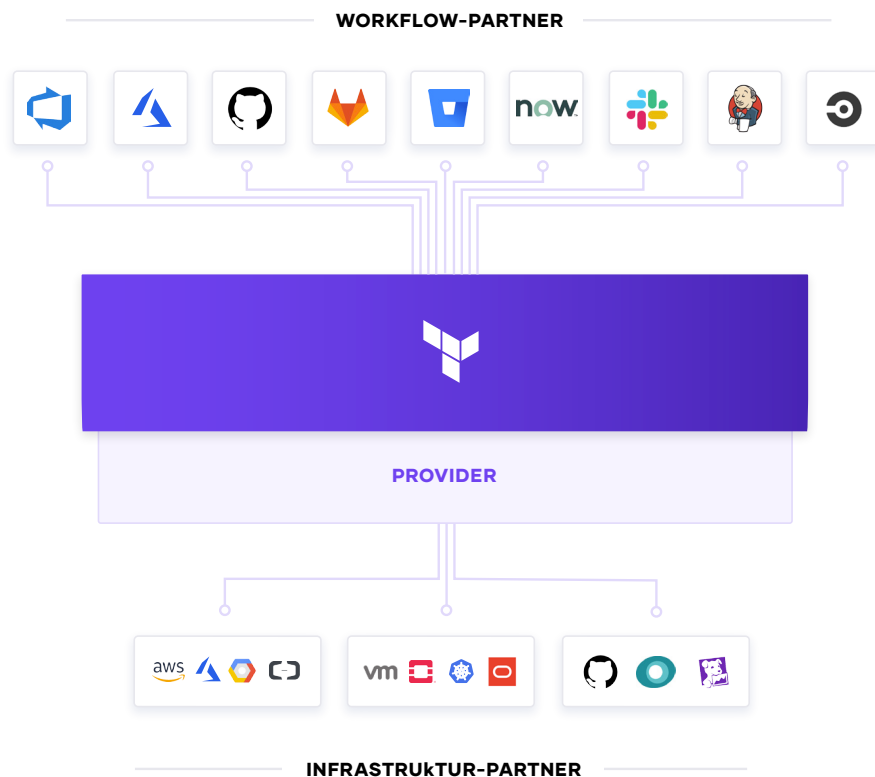 WORKFLOW-PARTNER
now
PROVIDER
aws
vm
INFRASTRUkTUR-PARTNER